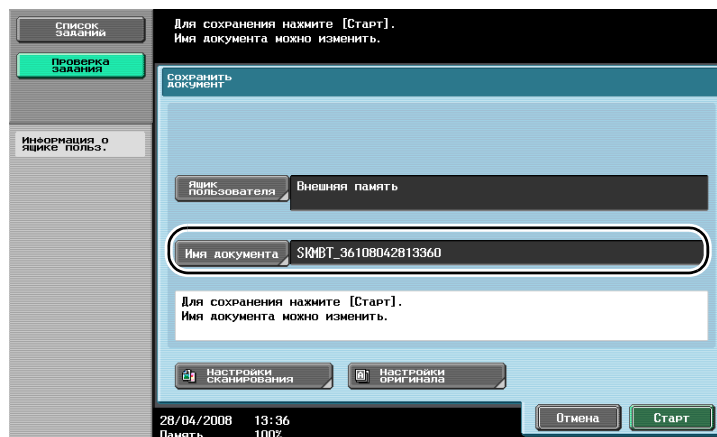 Список
заданий
Для сохранения нажмите [Старт].
Имя документа можно изменить.
Проверка
задания
Сохранить
документ
Информация о
ящике польз.
Ящик
пользователя
Внешняя память
Имя документа
SKMBT_36108042813360
Для сохранения нажмите [Старт].
Имя документа можно изменить.
Настройки
сканирования
Настройки
оригинала
28/04/2008 13:36
Память 100%
Отмена
Старт